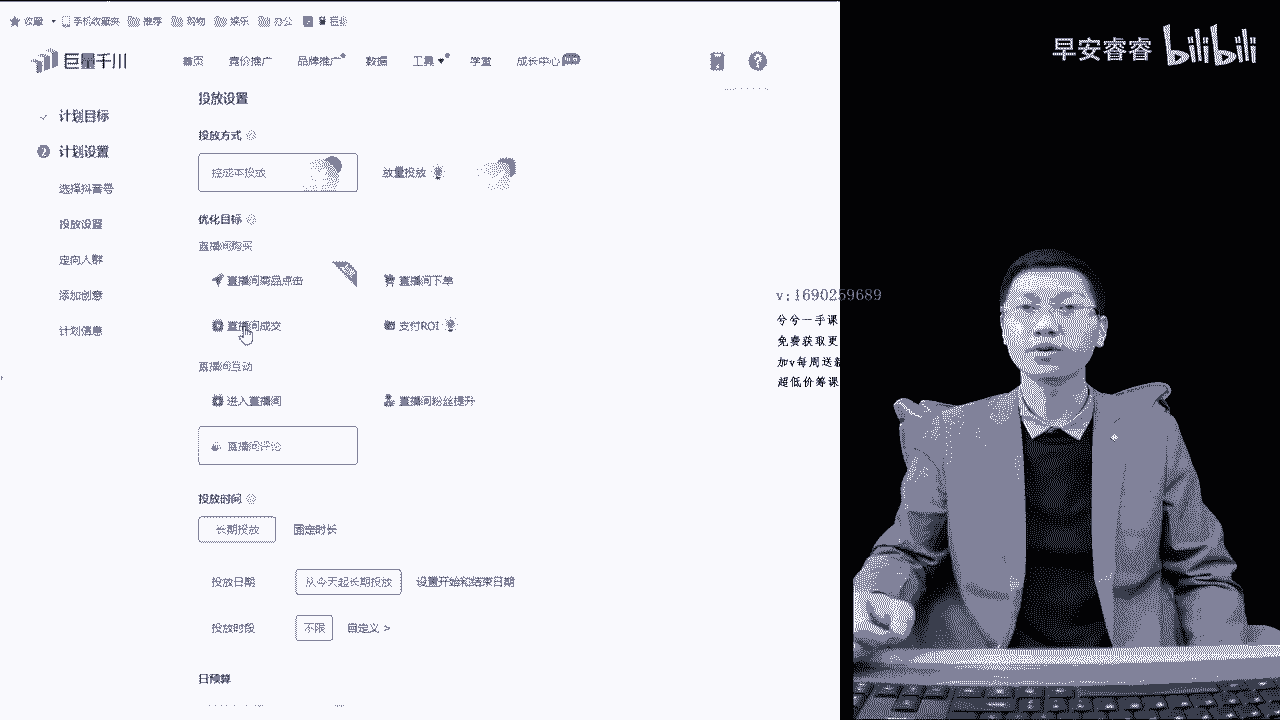 收藏 手机收藏夹 推荐 购物 娱乐 办公
巨量千川 首页 竞价推广 品牌推广 数据 工具 学堂 成长中心
早安睿睿 bilibili
投放设置
计划目标
计划设置
选择抖音号
投放设置
定向人群
添加创意
计划信息
投放方式
控成本投放 放量投放
优化目标
直播间购买
直播间商品点击 直播间下单
直播间成交 支付ROI
直播间互动
进入直播间 直播间粉丝提升
直播间评论
投放时间
长期投放 固定时长
投放日期 从今天起长期投放 设置开始和结束日期
投放时段 不限 自定义 >
日预算
v:1690259689
兮兮一手课
免费获取更
加v每周送
超低价筹课